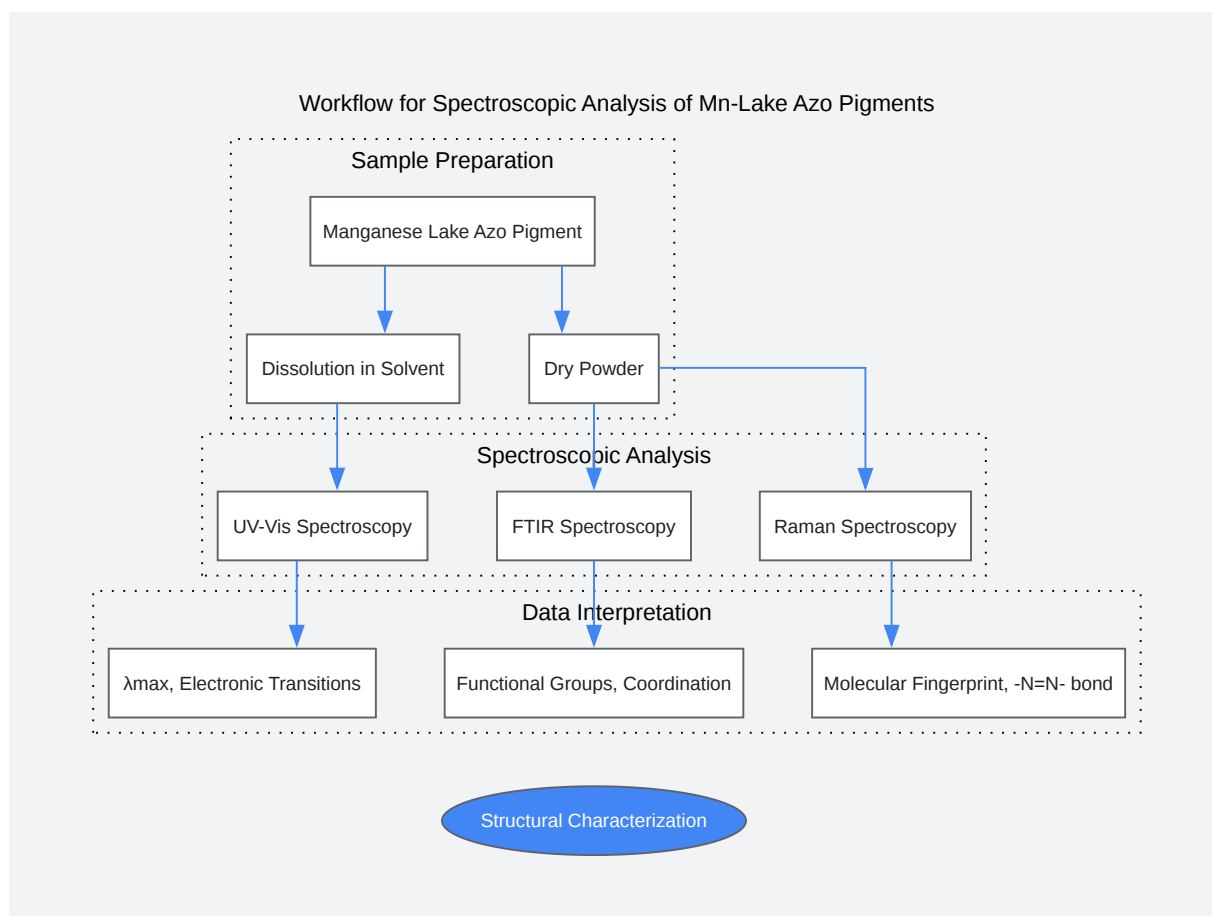 Workflow for Spectroscopic Analysis of Mn-Lake Azo Pigments
Sample Preparation
Manganese Lake Azo Pigment
Dissolution in Solvent
Dry Powder
Spectroscopic Analysis
UV-Vis Spectroscopy
FTIR Spectroscopy
Raman Spectroscopy
Data Interpretation
λmax, Electronic Transitions
Functional Groups, Coordination
Molecular Fingerprint, -N=N- bond
Structural Characterization